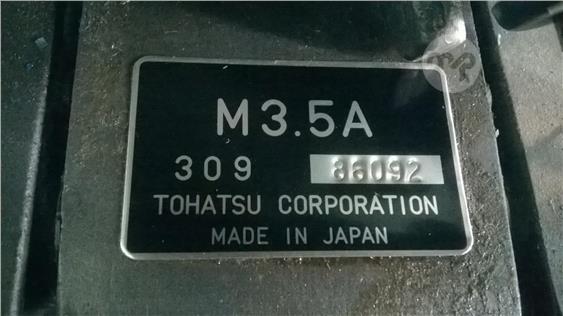 M3.5A
309 86092
TOHATSU CORPORATION
MADE IN JAPAN